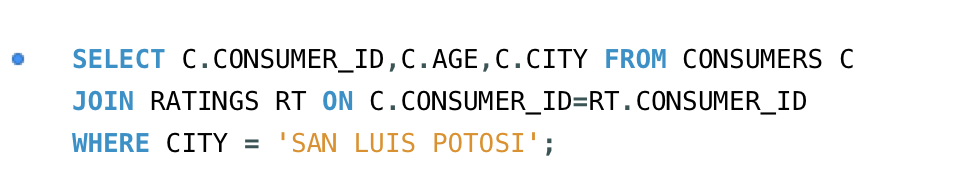 SELECT C.CONSUMER_ID,C.AGE,C.CITY FROM CONSUMERS C
JOIN RATINGS RT ON C.CONSUMER_ID=RT.CONSUMER_ID
WHERE CITY = 'SAN LUIS POTOSI';